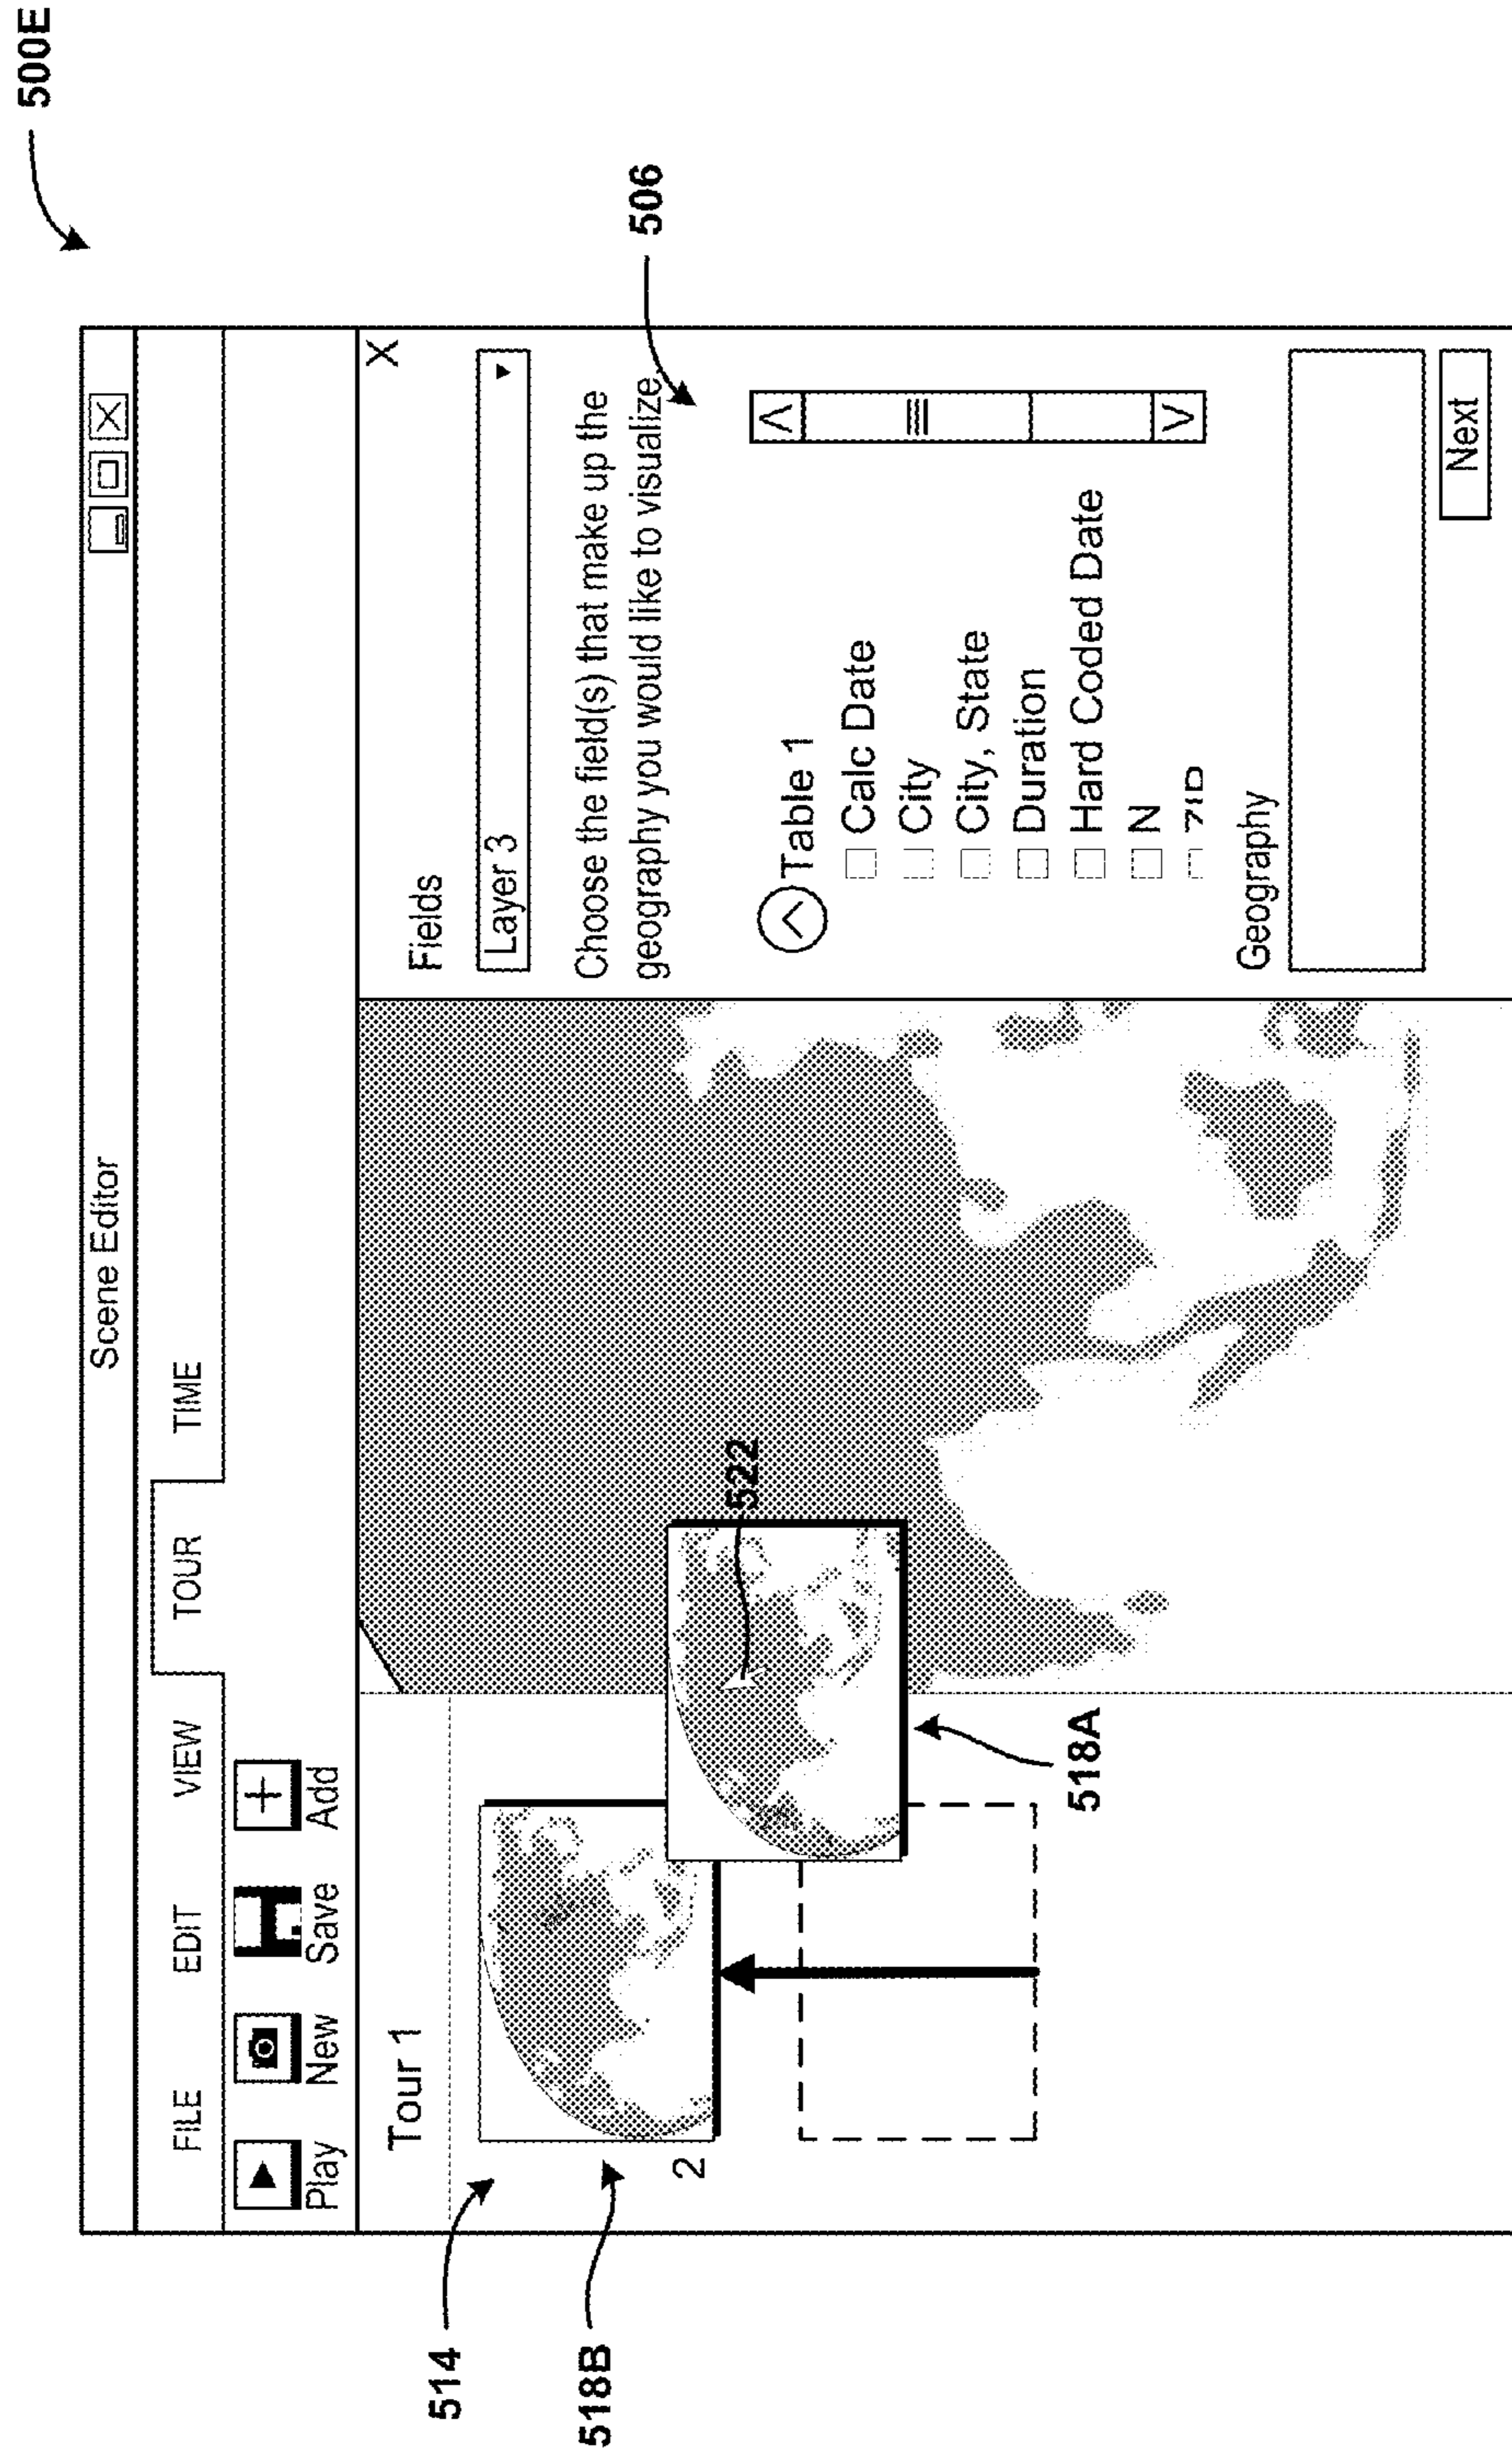 500E
Scene Editor
FILE EDIT VIEW TOUR TIME
Play New Save Add
Tour 1
514
518B
2
522
518A
X
Fields
Layer 3
Choose the field(s) that make up the
geography you would like to visualize.
506
Table 1
Calc Date
City
City, State
Duration
Hard Coded Date
N
Geography
Next